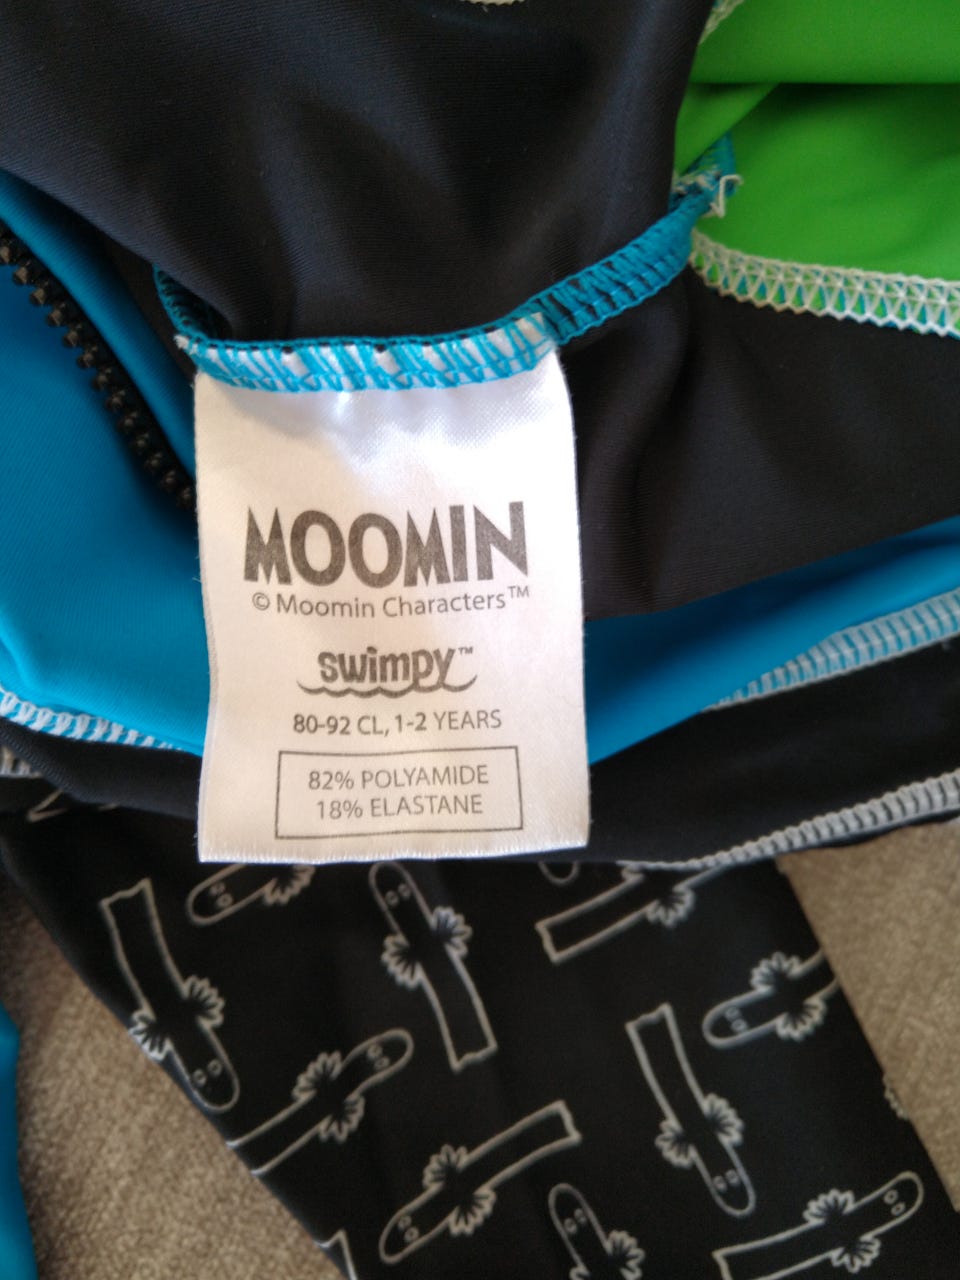 MOOMIN
© Moomin Characters™
swimpy™
80-92 CL, 1-2 YEARS
82% POLYAMIDE
18% ELASTANE